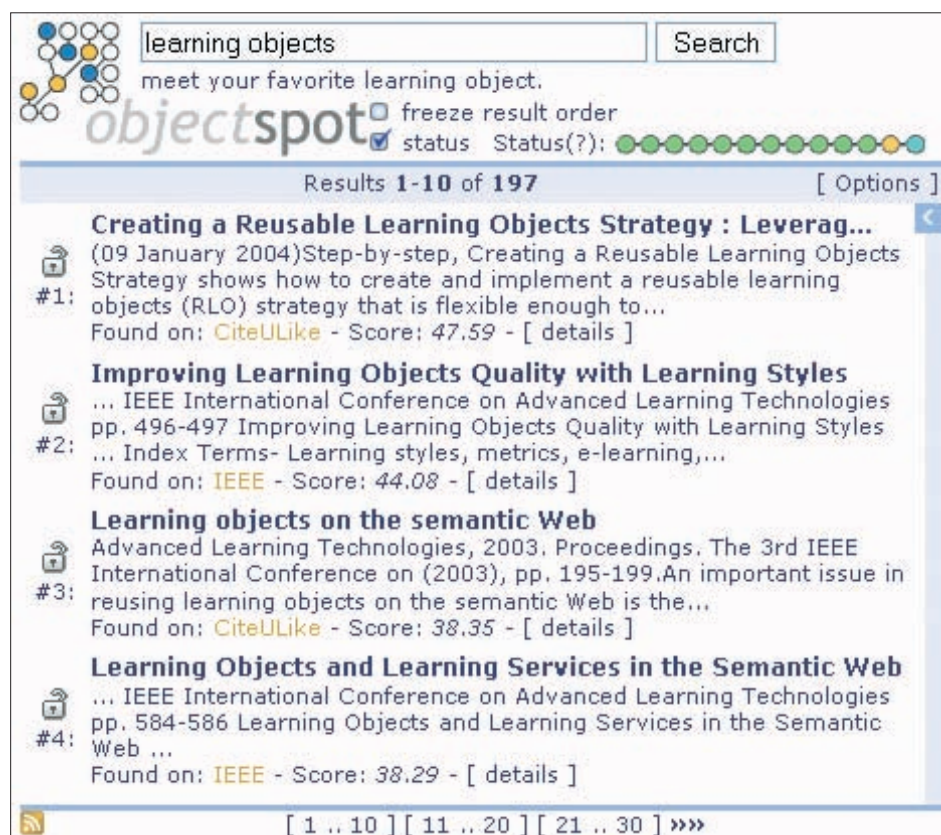 learning objects
Search
meet your favorite learning object.
objectspot
freeze result order
status Status(?):
Results 1-10 of 197 [ Options ]
Creating a Reusable Learning Objects Strategy : Leverag...
(09 January 2004)Step-by-step, Creating a Reusable Learning Objects
Strategy shows how to create and implement a reusable learning
#1: objects (RLO) strategy that is flexible enough to...
Found on: CiteULike - Score: 47.59 - [ details ]
Improving Learning Objects Quality with Learning Styles
... IEEE International Conference on Advanced Learning Technologies
pp. 496-497 Improving Learning Objects Quality with Learning Styles
#2: ... Index Terms- Learning styles, metrics, e-learning,...
Found on: IEEE - Score: 44.08 - [ details ]
Learning objects on the semantic Web
Advanced Learning Technologies, 2003. Proceedings. The 3rd IEEE
International Conference on (2003), pp. 195-199.An important issue in
#3: reusing learning objects on the semantic Web is the...
Found on: CiteULike - Score: 38.35 - [ details ]
Learning Objects and Learning Services in the Semantic Web
... IEEE International Conference on Advanced Learning Technologies
pp. 584-586 Learning Objects and Learning Services in the Semantic
#4: Web ...
Found on: IEEE - Score: 38.29 - [ details ]
[ 1 .. 10 ] [ 11 .. 20 ] [ 21 .. 30 ] »»